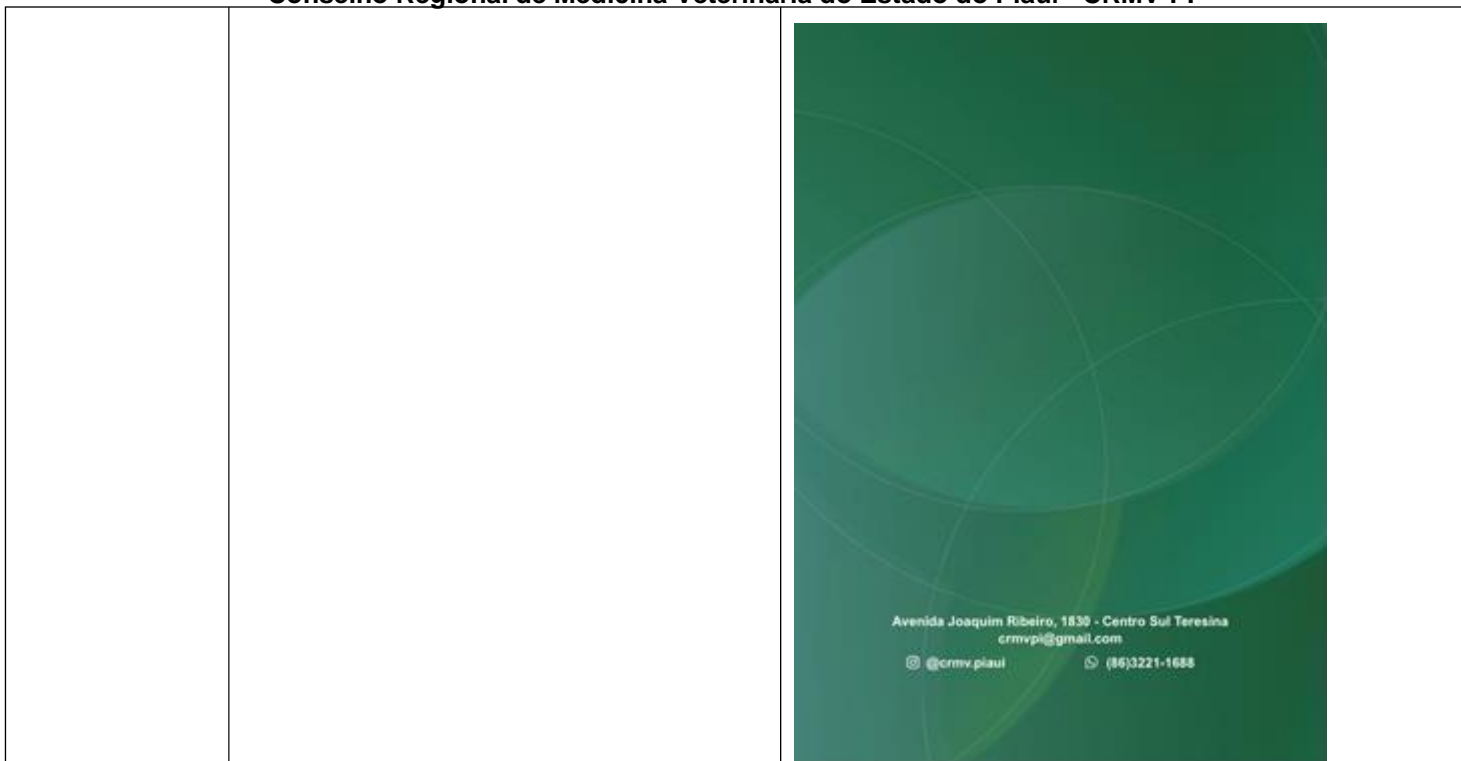 Conselho Regional de Medicina Veterinária do Estado do Piauí - CRMV-PI
Avenida Joaquim Ribeiro, 1830 - Centro Sul Teresina
crmvpi@gmail.com
@crmv.piaui (86)3221-1688